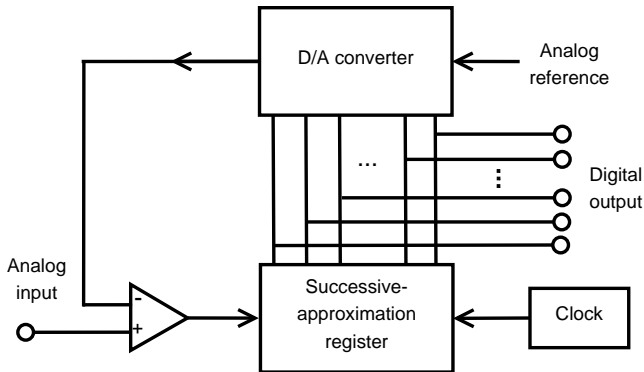 D/A converter
Analog
reference
...
...
Digital
output
Analog
input
-
+
Successive-
approximation
register
Clock